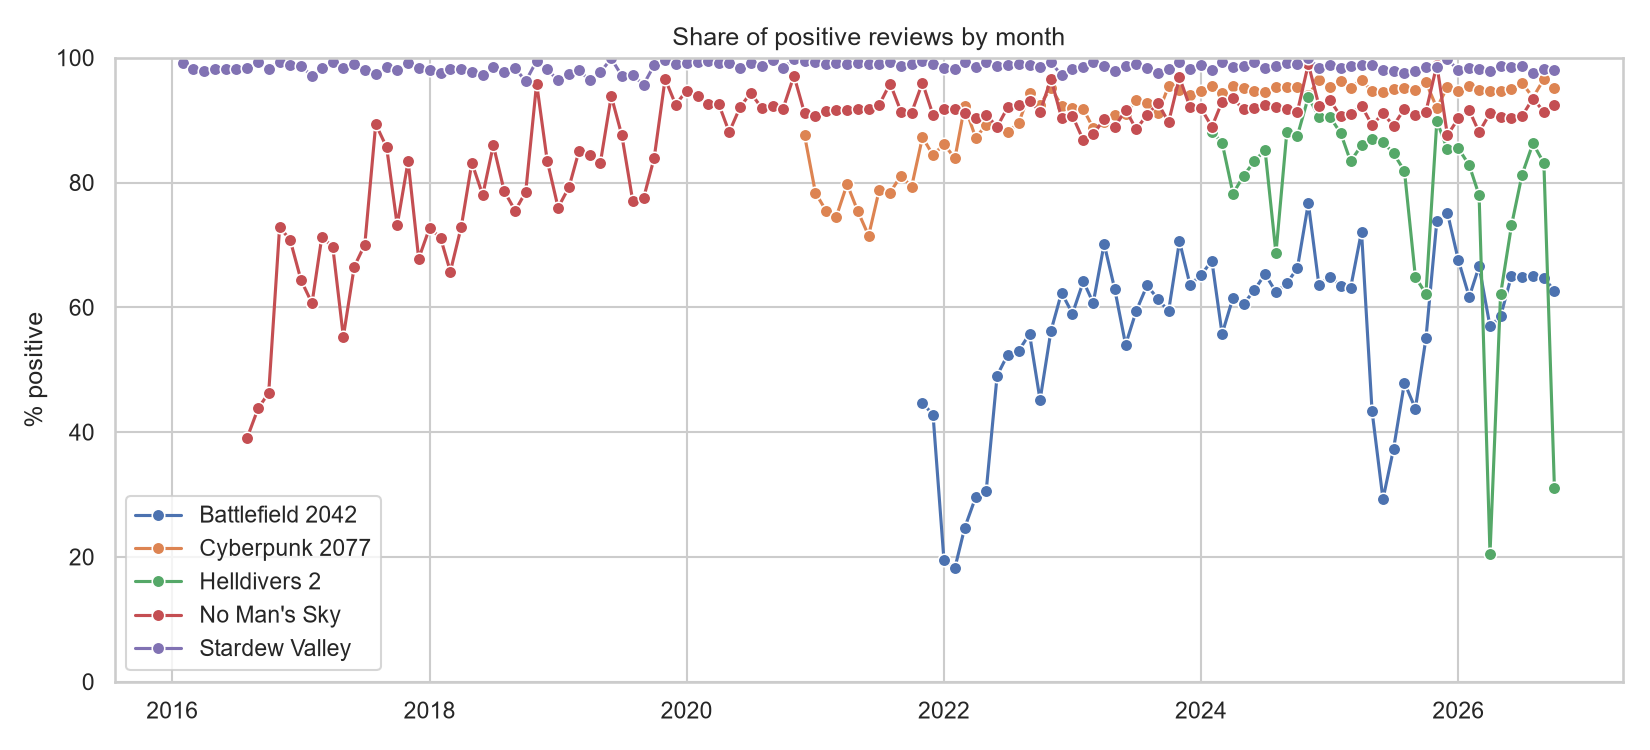 Share of positive reviews by month
% positive
100
80
60
40
20
0
2016
2018
2020
2022
2024
2026
Battlefield 2042
Cyberpunk 2077
Helldivers 2
No Man's Sky
Stardew Valley